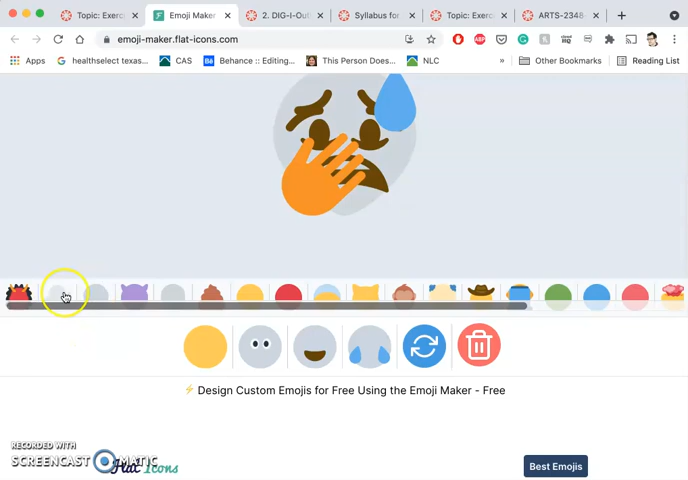 Topic: Exerc
Emoji Maker
2. DIG-I-Out
Syllabus for
Topic: Exerc
ARTS-2348-
emoji-maker.flat-icons.com
Apps
healthselect texas...
CAS
Behance :: Editing...
This Person Does...
NLC
»
Other Bookmarks
Reading List
⚡ Design Custom Emojis for Free Using the Emoji Maker - Free
RECORDED WITH
SCREENCAST MATIC
Flat Icons
Best Emojis